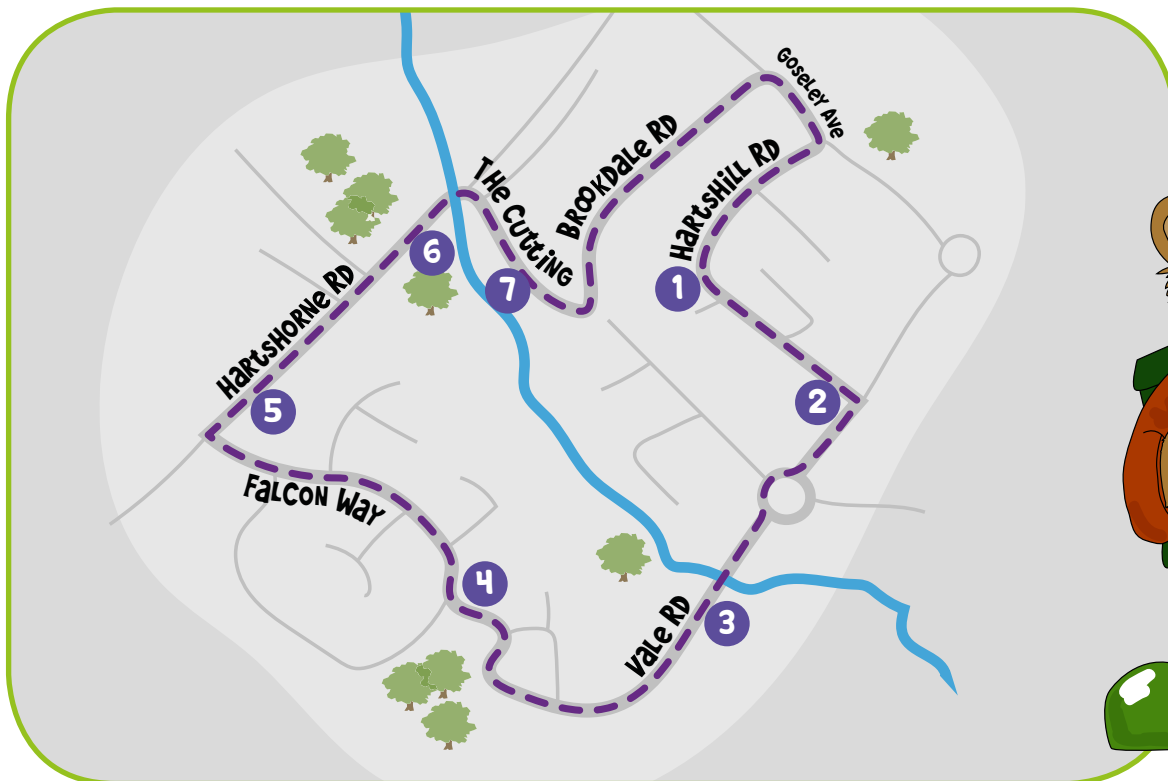 GOSELEY AVE
BROOKDALE RD
HARTSHILL RD
THE CUTTING
6
7
1
HARTSHORNE RD
5
2
FALCON WAY
4
3
VALE RD